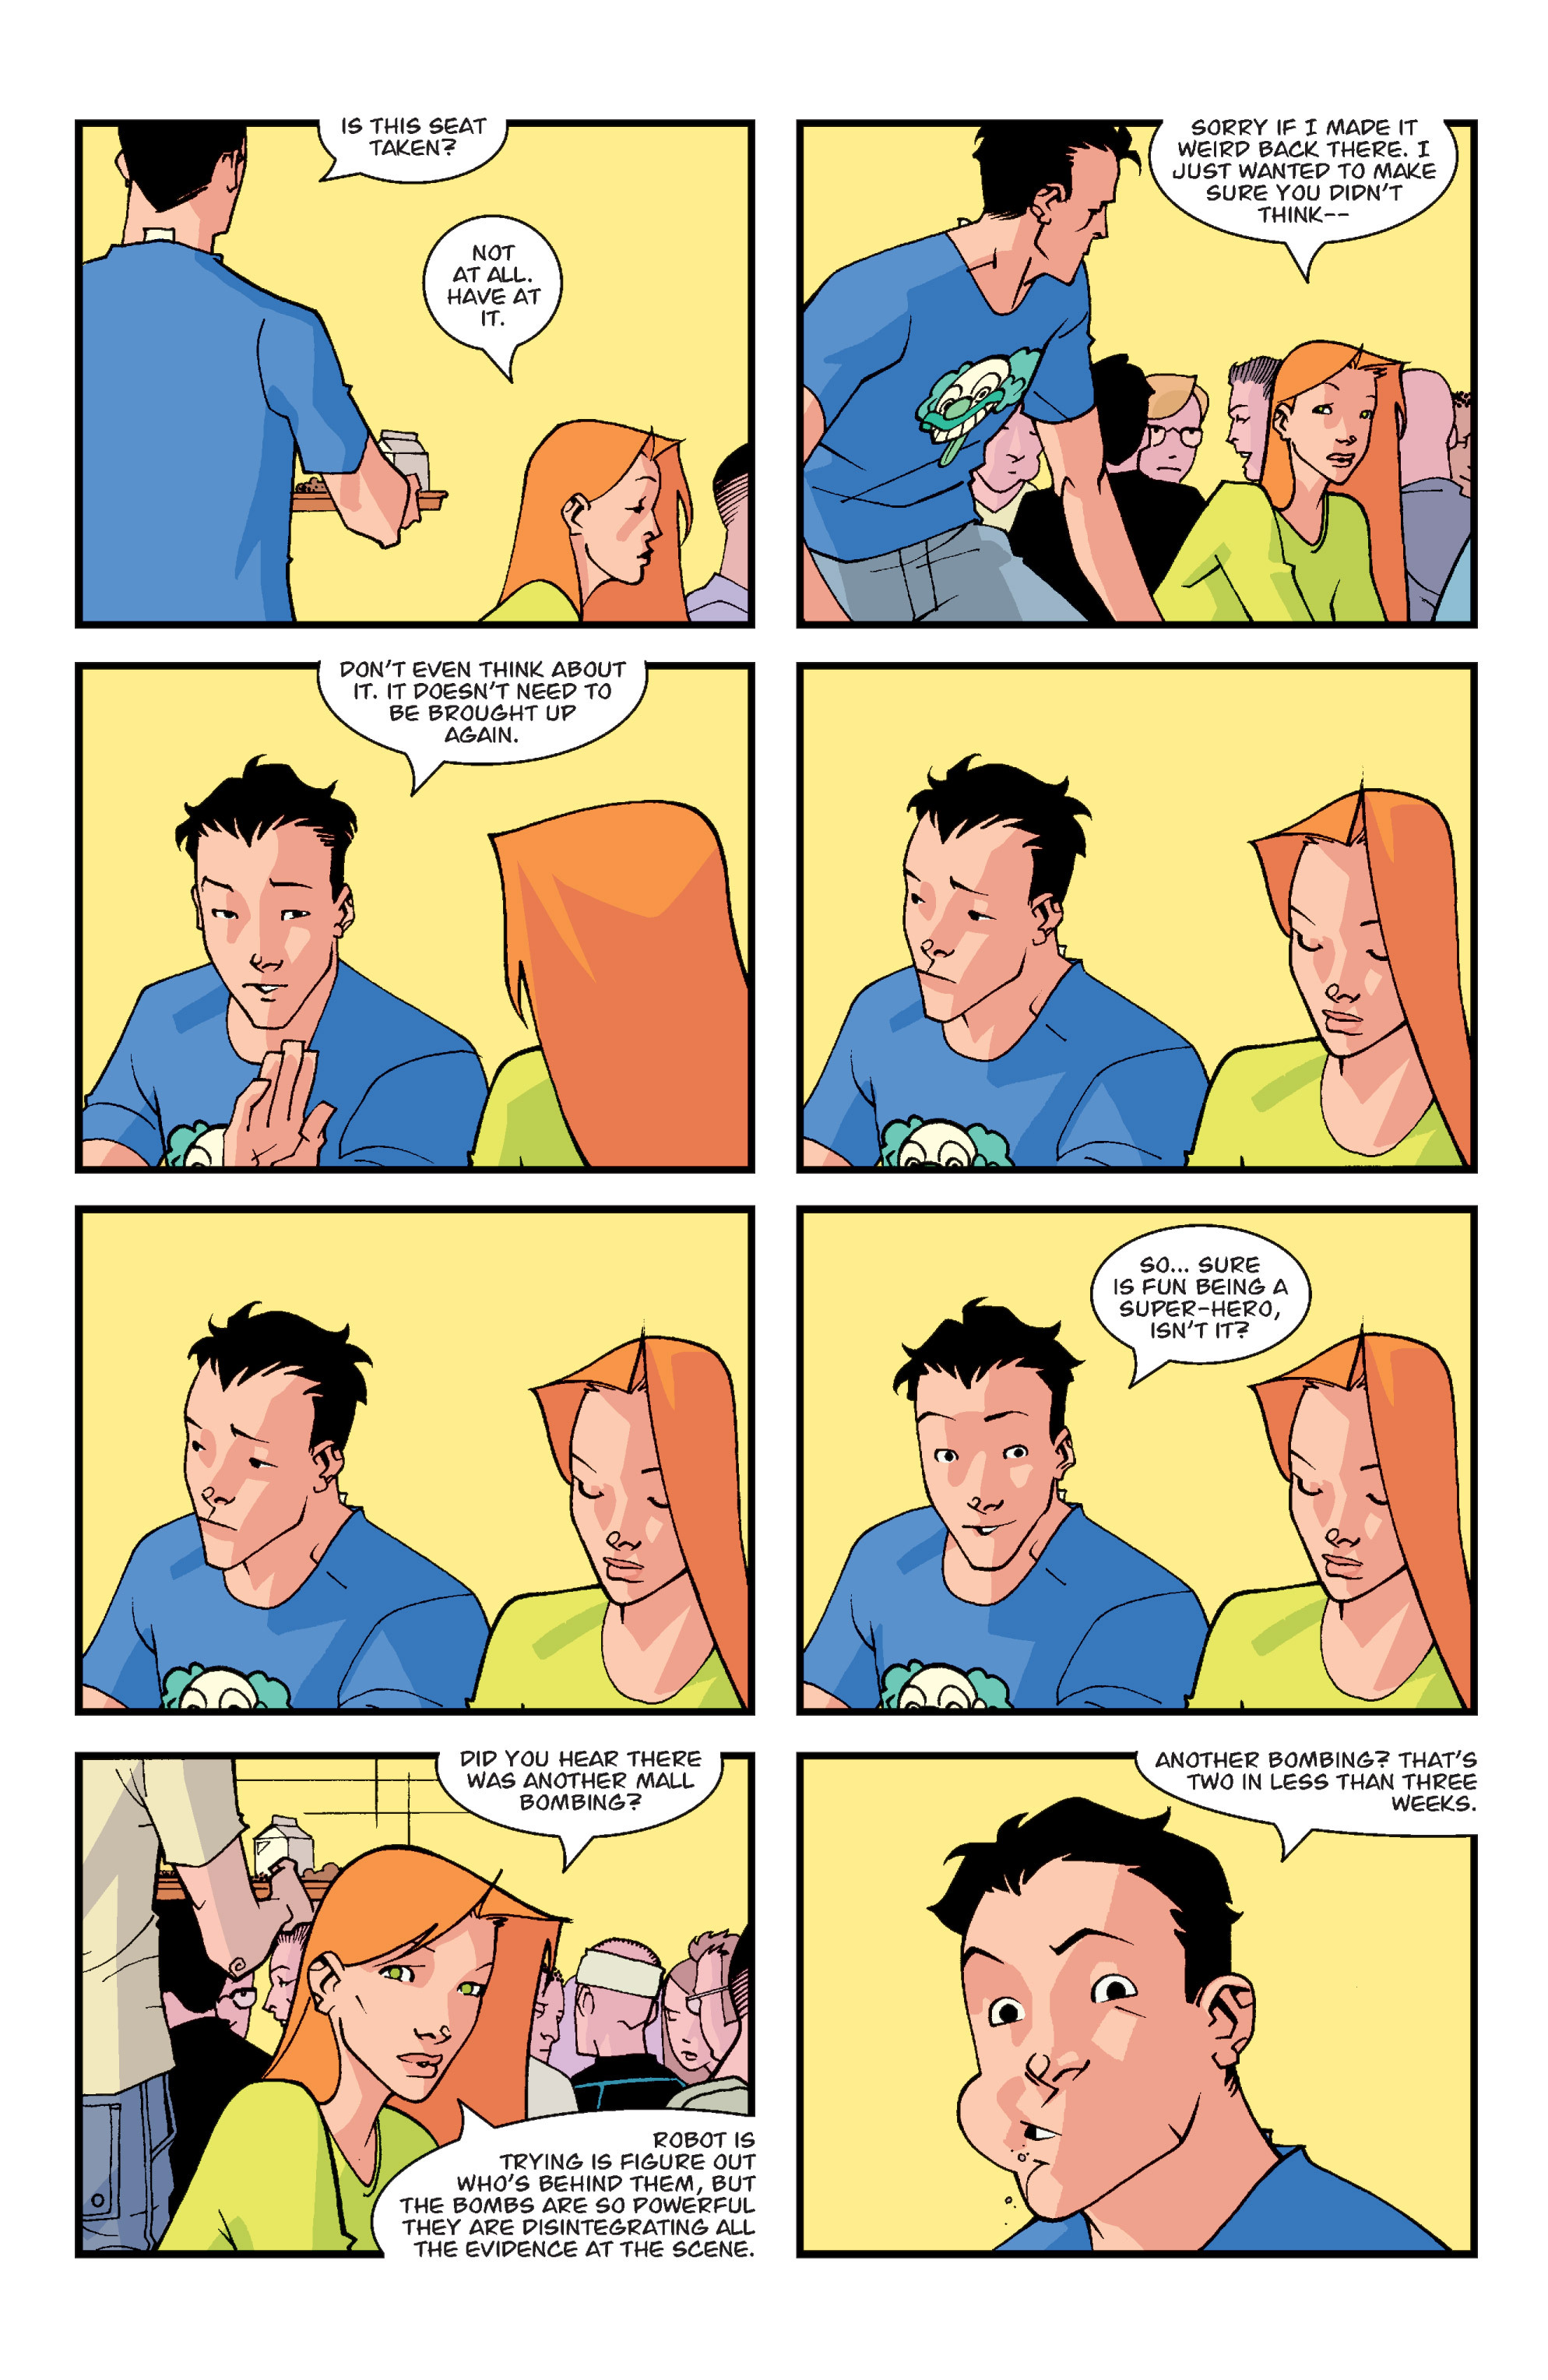 IS THIS SEAT
TAKEN?
NOT
AT ALL.
HAVE AT
IT.
SORRY IF I MADE IT
WEIRD BACK THERE. I
JUST WANTED TO MAKE
SURE YOU DIDN'T
THINK--
DON'T EVEN THINK ABOUT
IT. IT DOESN'T NEED TO
BE BROUGHT UP
AGAIN.
SO... SURE
IS FUN BEING A
SUPER-HERO,
ISN'T IT?
DID YOU HEAR THERE
WAS ANOTHER MALL
BOMBING?
ROBOT IS
TRYING IS FIGURE OUT
WHO'S BEHIND THEM, BUT
THE BOMBS ARE SO POWERFUL
THEY ARE DISINTEGRATING ALL
THE EVIDENCE AT THE SCENE.
ANOTHER BOMBING? THAT'S
TWO IN LESS THAN THREE
WEEKS.